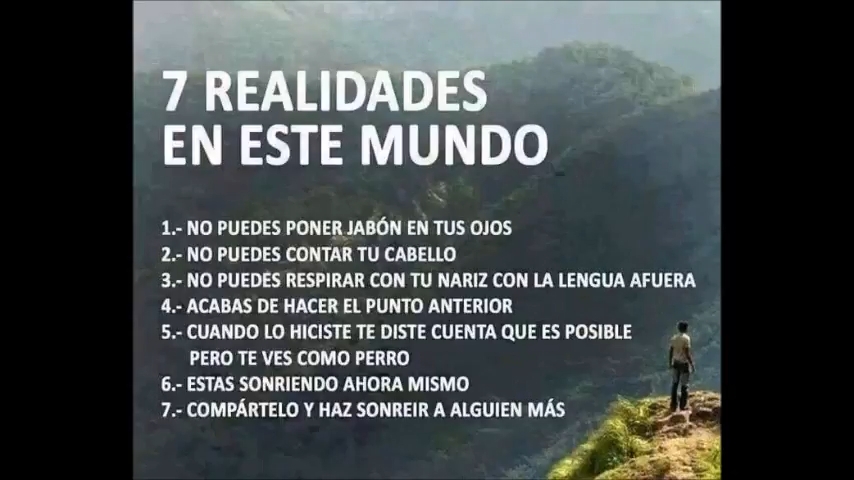 7 REALIDADES
EN ESTE MUNDO
1.- NO PUEDES PONER JABÓN EN TUS OJOS
2.- NO PUEDES CONTAR TU CABELLO
3.- NO PUEDES RESPIRAR CON TU NARIZ CON LA LENGUA AFUERA
4.- ACABAS DE HACER EL PUNTO ANTERIOR
5.- CUANDO LO HICISTE TE DISTE CUENTA QUE ES POSIBLE
PERO TE VES COMO PERRO
6.- ESTAS SONRIENDO AHORA MISMO
7.- COMPÁRTELO Y HAZ SONREIR A ALGUIEN MÁS